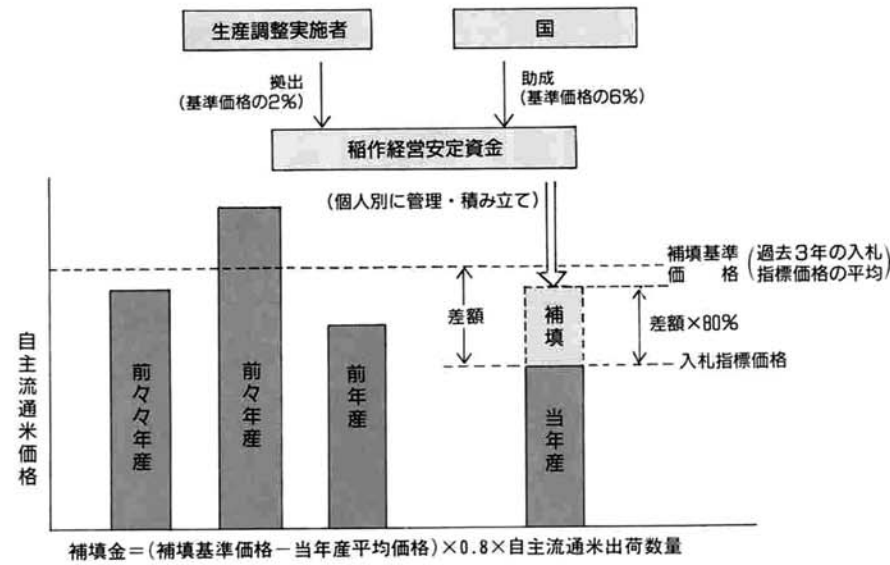 生産調整実施者
国
拠出
(基準価格の2%)
助成
(基準価格の6%)
稲作経営安定資金
(個人別に管理・積み立て)
補填基準
価格
(過去3年の入札
指標価格の平均)
差額
補填
差額×80%
入札指標価格
自主流通米価格
前々々年産
前々年産
前年産
当年産
補填金=(補填基準価格-当年産平均価格)×0.8×自主流通米出荷数量